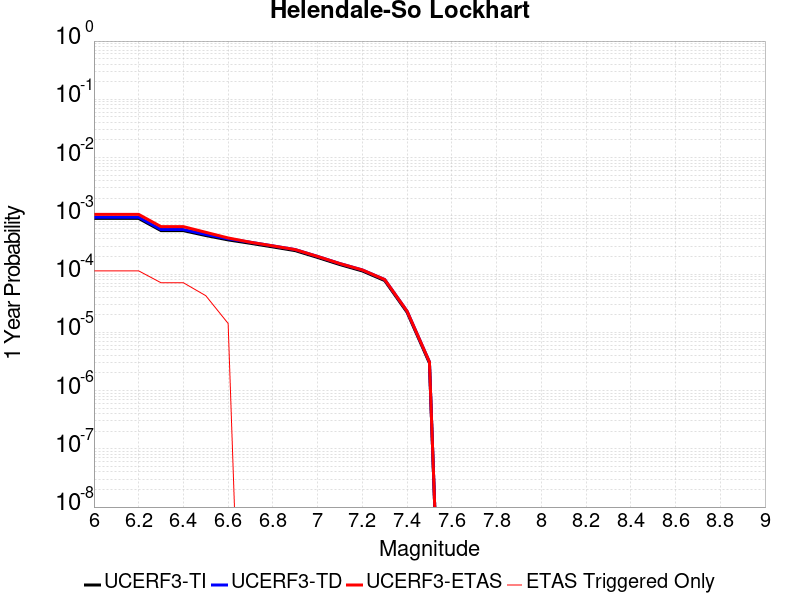 Helendale-So Lockhart
10^0
10^-1
10^-2
10^-3
10^-4
10^-5
10^-6
10^-7
10^-8
1 Year Probability
6 6.2 6.4 6.6 6.8 7 7.2 7.4 7.6 7.8 8 8.2 8.4 8.6 8.8 9
Magnitude
UCERF3-TI UCERF3-TD UCERF3-ETAS ETAS Triggered Only